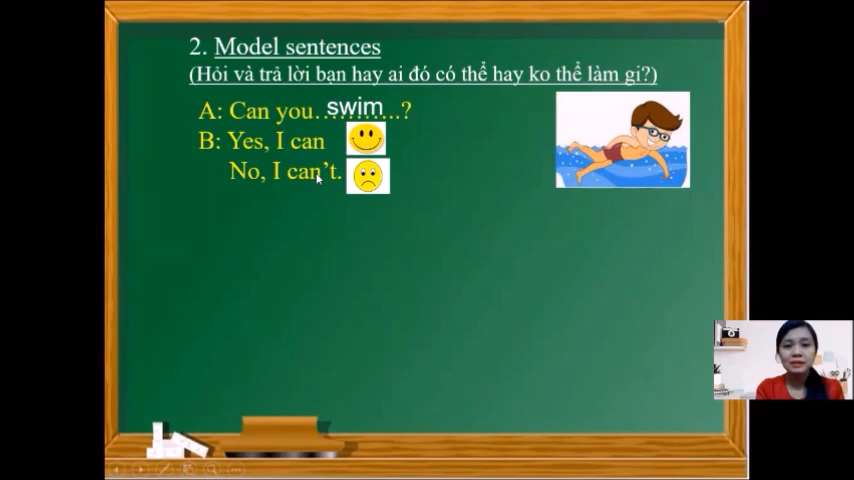 2. Model sentences
(Hỏi và trả lời bạn hay ai đó có thể hay ko thể làm gi?)
A: Can you…swim……..?
B: Yes, I can
No, I can't.